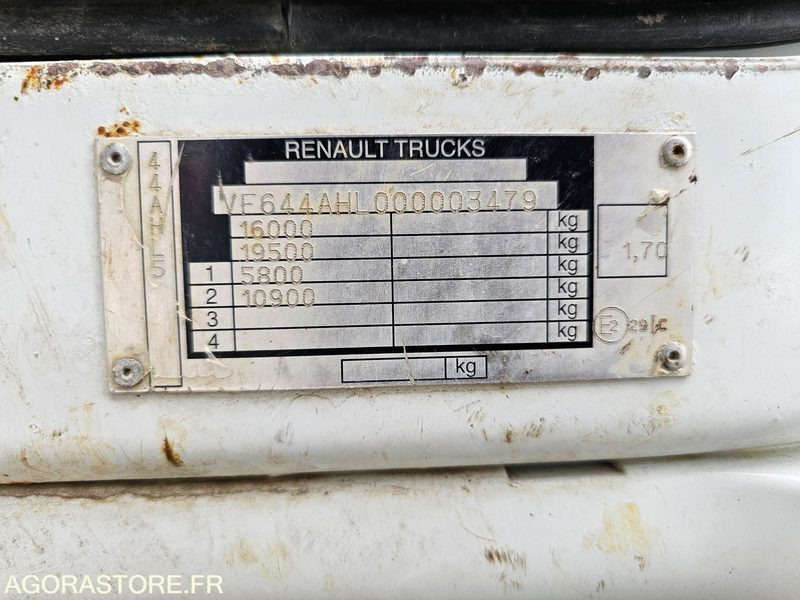 RENAULT TRUCKS
VF644AHL000003479
16000 kg
19500 kg
1 5800 kg
2 10900 kg
3 kg
4 kg
kg
1,70
E2 29 C
AGORASTORE.FR